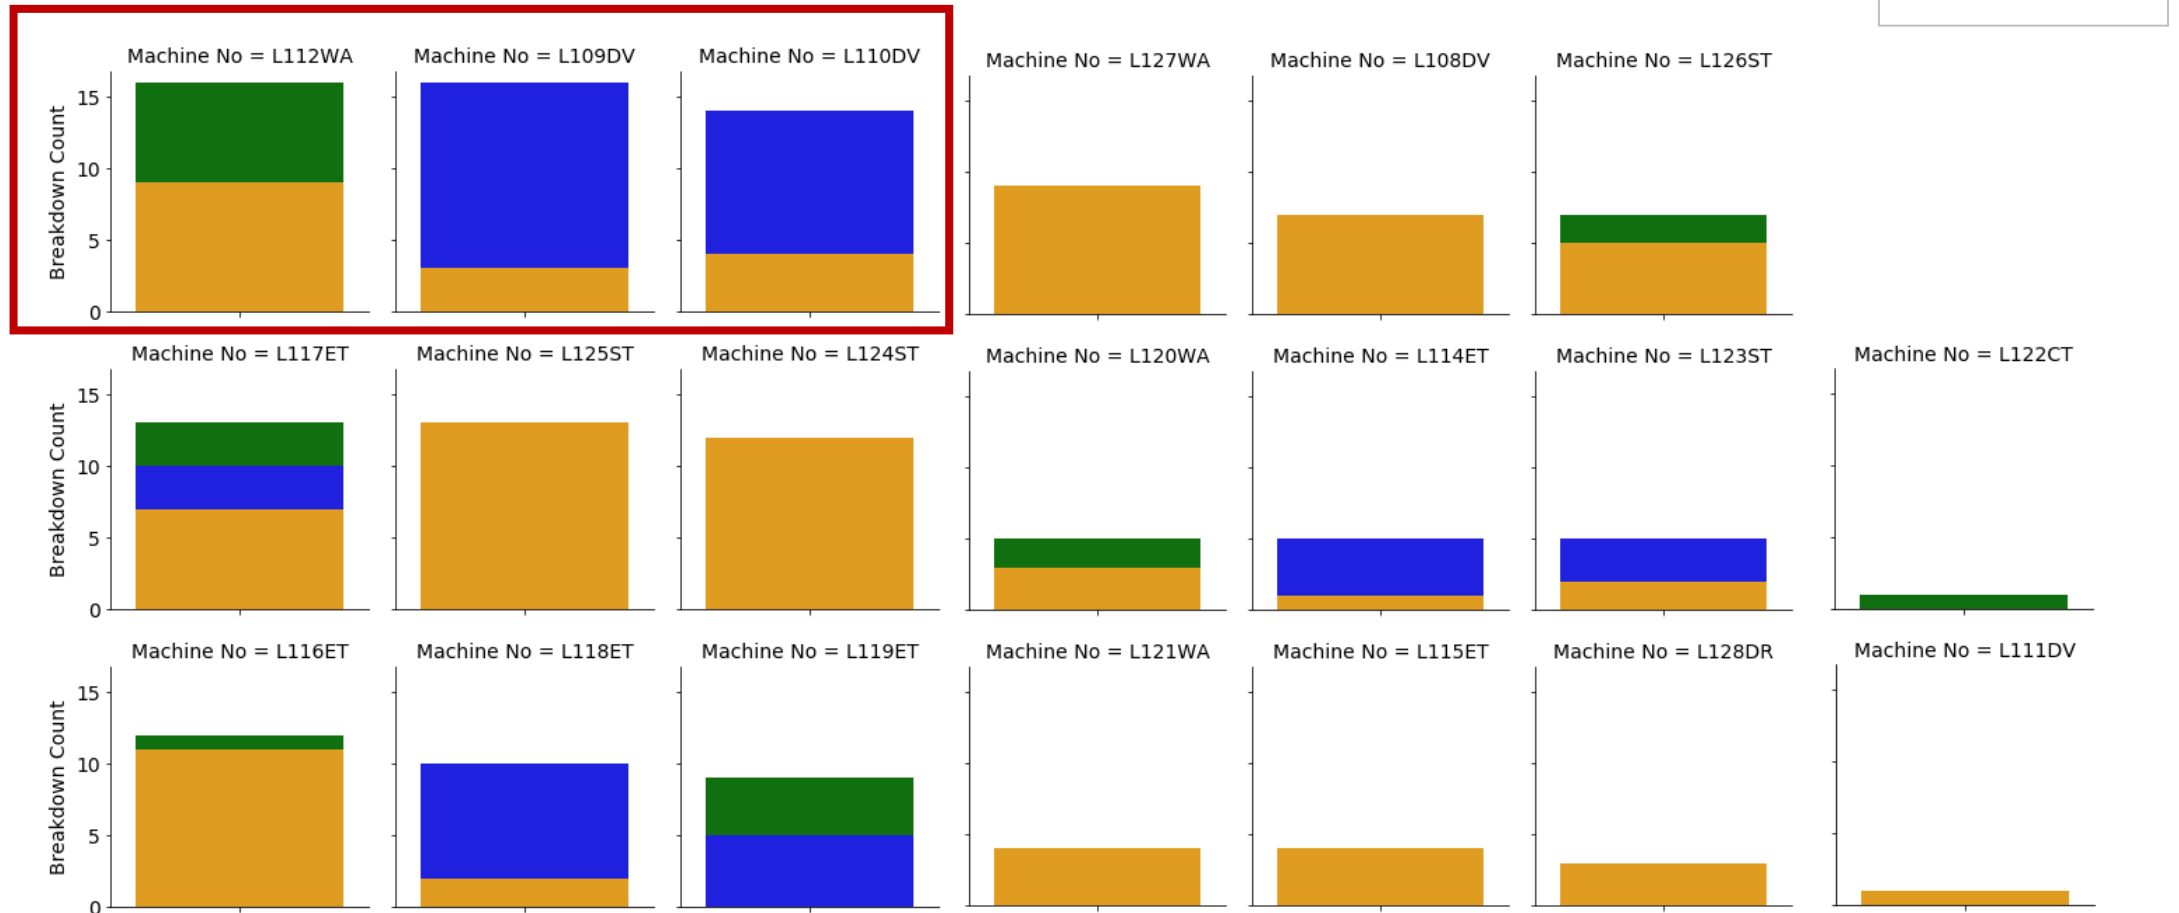 Machine No = L112WA
Machine No = L109DV
Machine No = L110DV
Machine No = L127WA
Machine No = L108DV
Machine No = L126ST
Breakdown Count
15
10
5
0
Machine No = L117ET
Machine No = L125ST
Machine No = L124ST
Machine No = L120WA
Machine No = L114ET
Machine No = L123ST
Machine No = L122CT
Breakdown Count
15
10
5
0
Machine No = L116ET
Machine No = L118ET
Machine No = L119ET
Machine No = L121WA
Machine No = L115ET
Machine No = L128DR
Machine No = L111DV
Breakdown Count
15
10
5
0